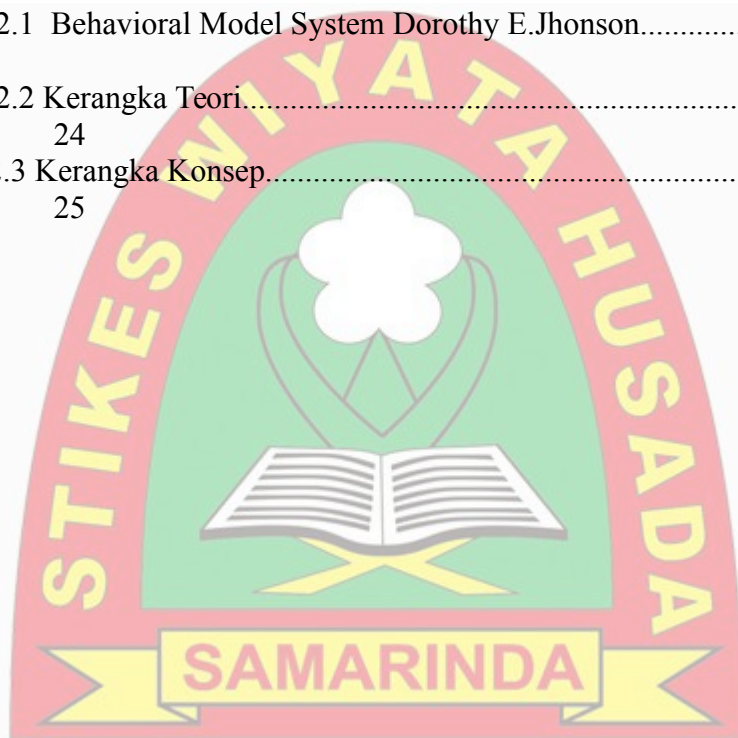 2.1 Behavioral Model System Dorothy E.Jhonson............
2.2 Kerangka Teori..................................................................
24
.3 Kerangka Konsep...............................................................
25
STIKES WIYATA HUSADA
SAMARINDA